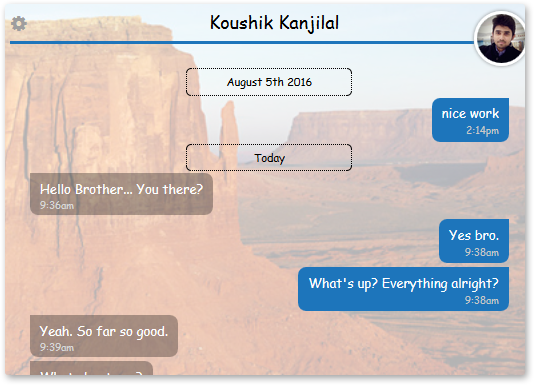 Koushik Kanjilal
August 5th 2016
nice work
2:14pm
Today
Hello Brother... You there?
9:36am
Yes bro.
9:38am
What's up? Everything alright?
9:38am
Yeah. So far so good.
9:39am